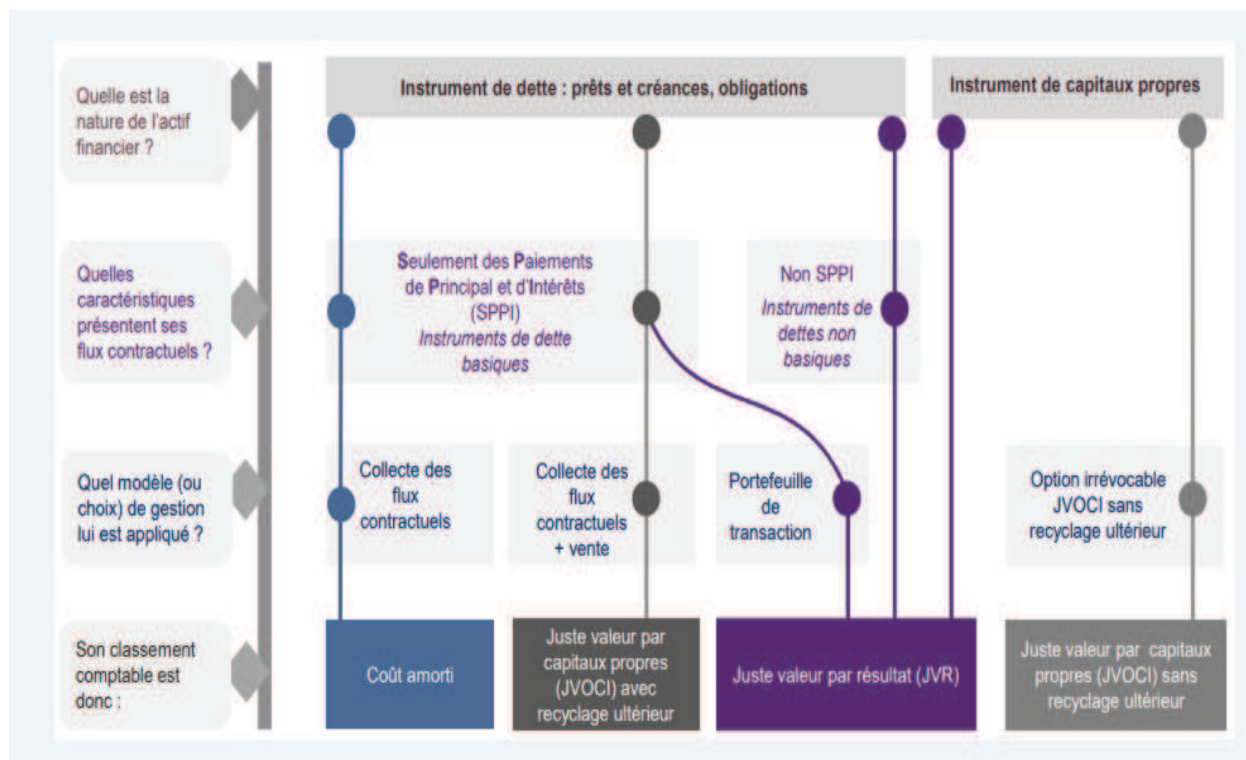 Quelle est la
nature de l'actif
financier ?
Instrument de dette : prêts et créances, obligations
Instrument de capitaux propres
Quelles
caractéristiques
présentent ses
flux contractuels ?
Seulement des Paiements
de Principal et d'Intérêts
(SPPI)
Instruments de dette
basiques
Non SPPI
Instruments de
dettes non
basiques
Quel modèle (ou
choix) de gestion
lui est appliqué ?
Collecte des
flux
contractuels
Collecte des
flux
contractuels
+ vente
Portefeuille
de
transaction
Option irrévocable
JVOCI sans
recyclage ultérieur
Son classement
comptable est
donc :
Coût amorti
Juste valeur par
capitaux propres
(JVOCI) avec
recyclage ultérieur
Juste valeur par résultat (JVR)
Juste valeur par capitaux
propres (JVOCI) sans
recyclage ultérieur